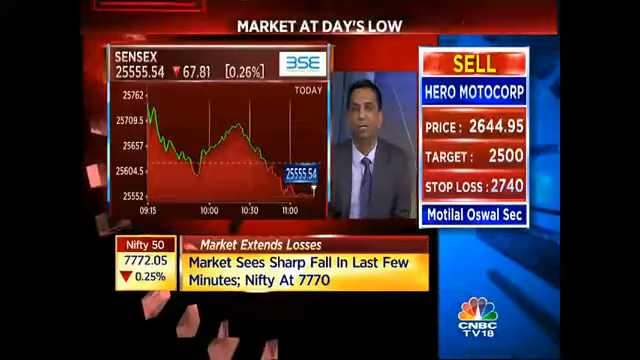 MARKET AT DAY'S LOW
SENSEX
25555.54 ▼ 67.81 [0.26%]
BSE
TODAY
25762
25709.5
25657
25604.5
25552
25555.54
09:15 10:00 10:30 11:00
SELL
HERO MOTOCORP
PRICE: 2644.95
TARGET: 2500
STOP LOSS: 2740
Motilal Oswal Sec
Nifty 50
7772.05
▼ 0.25%
Market Extends Losses
Market Sees Sharp Fall In Last Few
Minutes; Nifty At 7770
CNBC
TV18